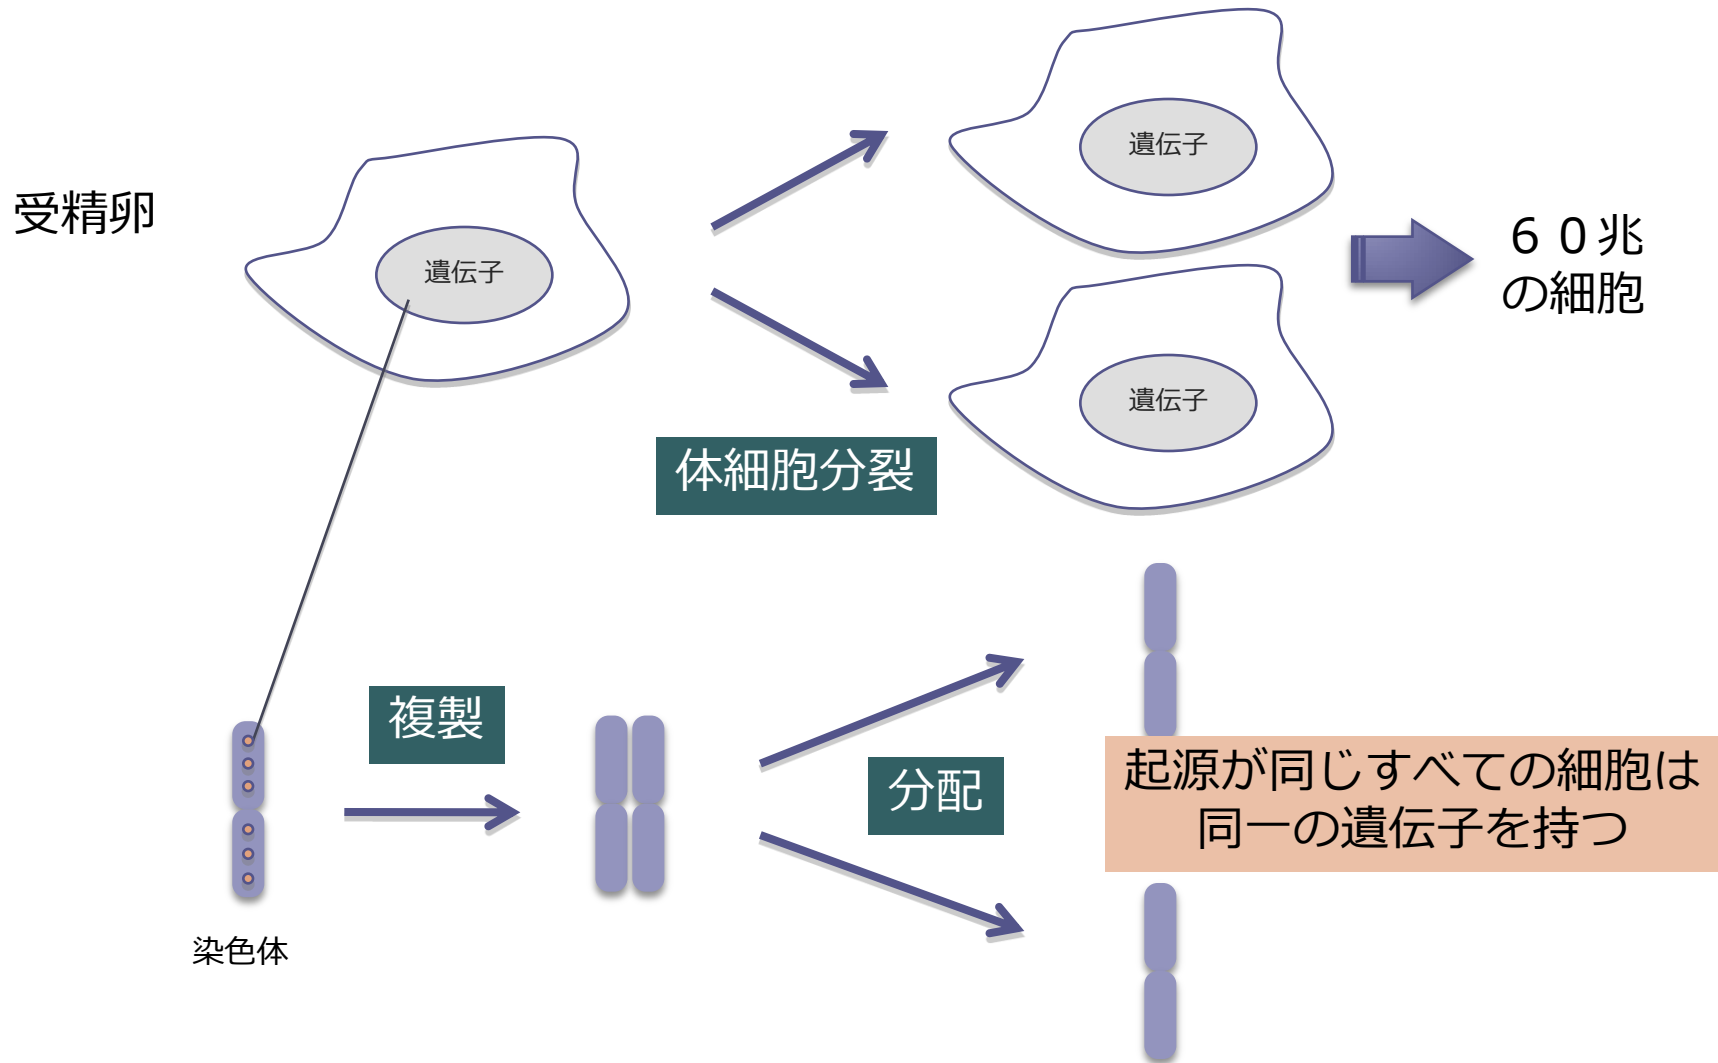 受精卵
遺伝子
遺伝子
遺伝子
６０兆
の細胞
体細胞分裂
複製
分配
起源が同じすべての細胞は
同一の遺伝子を持つ
染色体